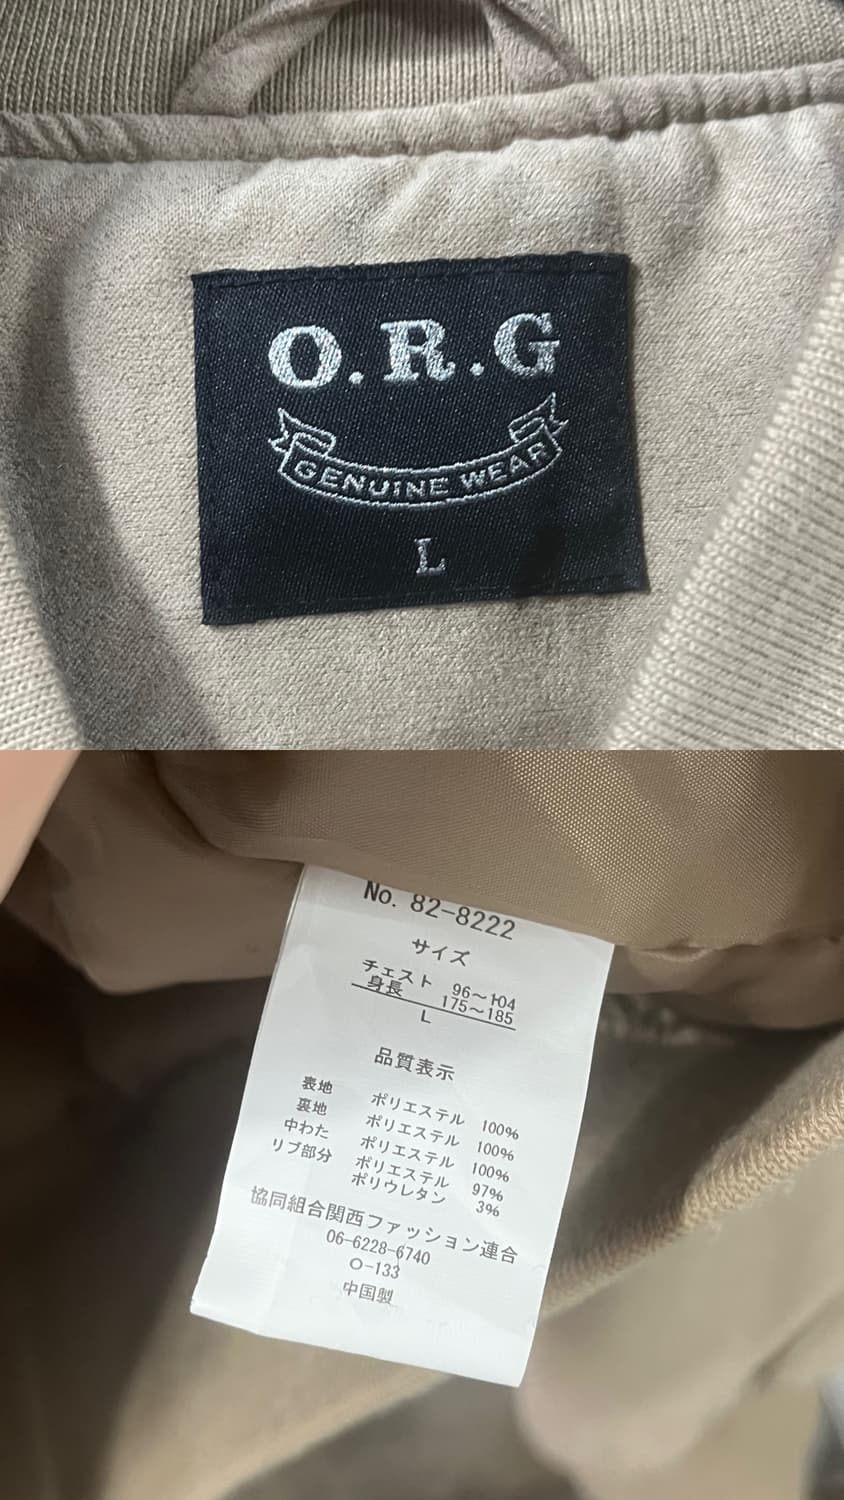 O.R.G
GENUINE WEAR
L
No. 82-8222
サイズ
チェスト 96～104
身長 175～185
L
品質表示
表地 ポリエステル 100%
裏地 ポリエステル 100%
中わた ポリエステル 100%
リブ部分 ポリエステル 97%
ポリウレタン 3%
協同組合関西ファッション連合
06-6228-6740
O-133
中国製